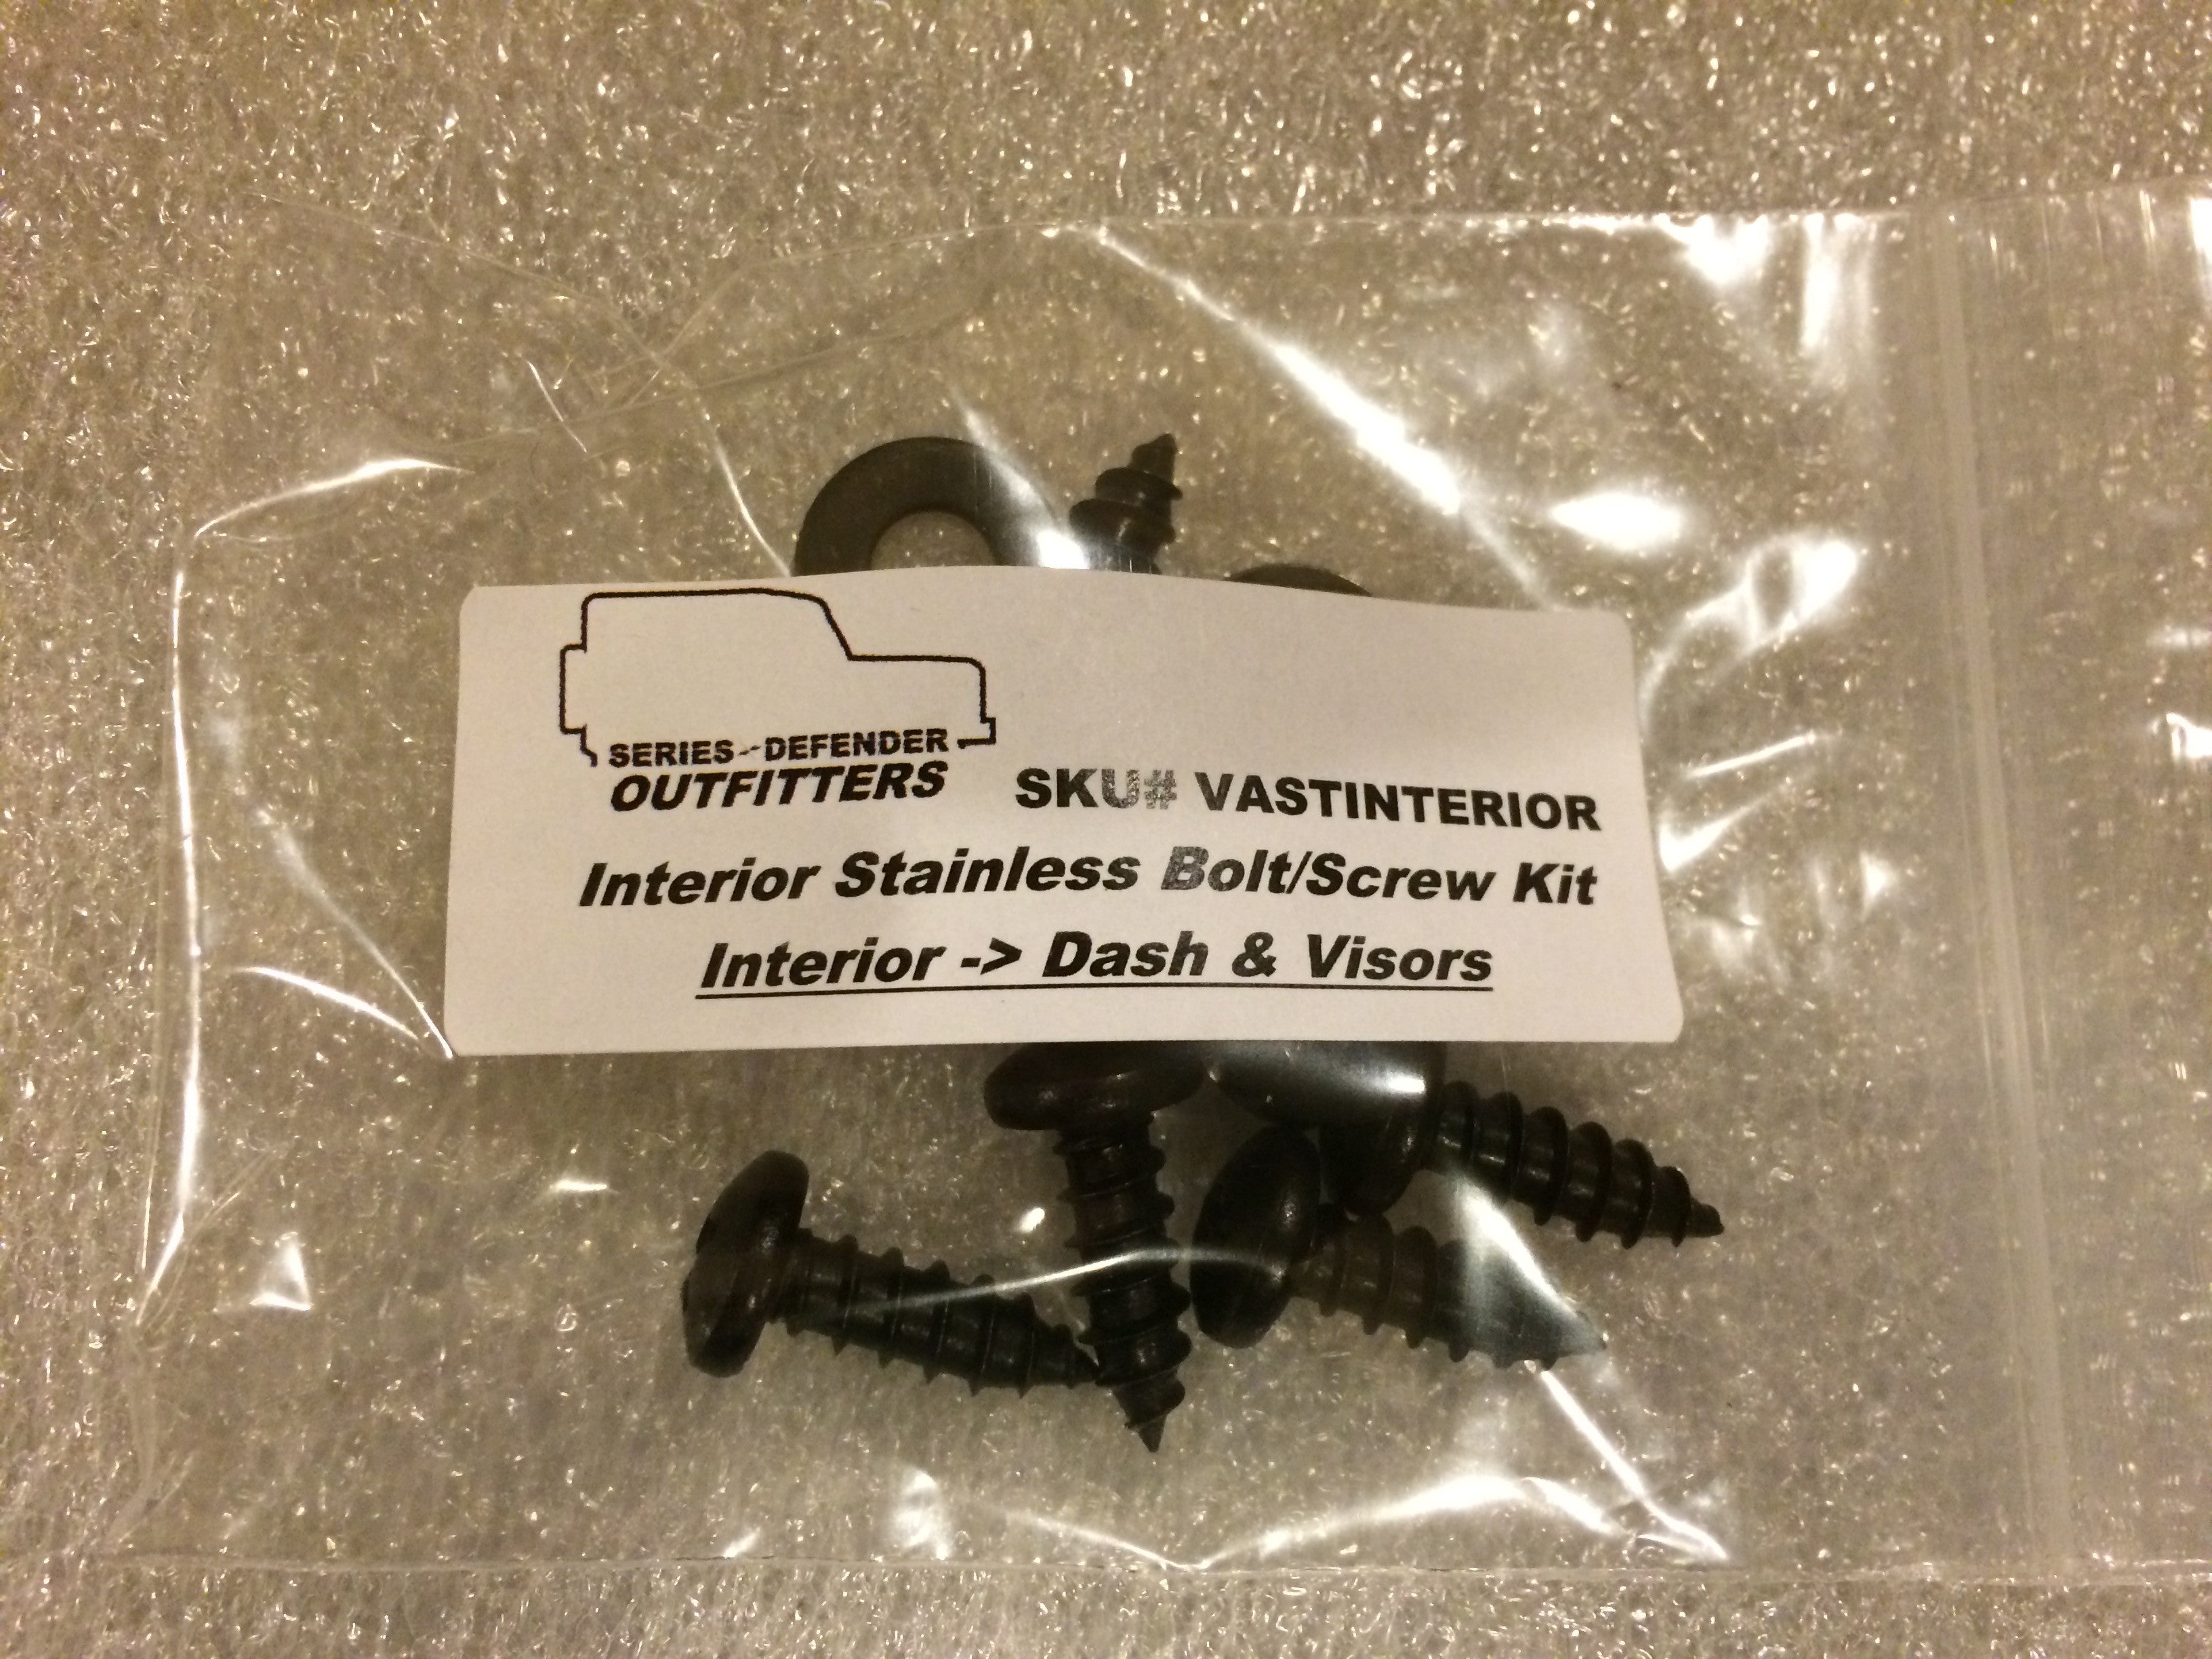 SERIES--DEFENDER
OUTFITTERS
SKU# VASTINTERIOR
Interior Stainless Bolt/Screw Kit
Interior -> Dash & Visors